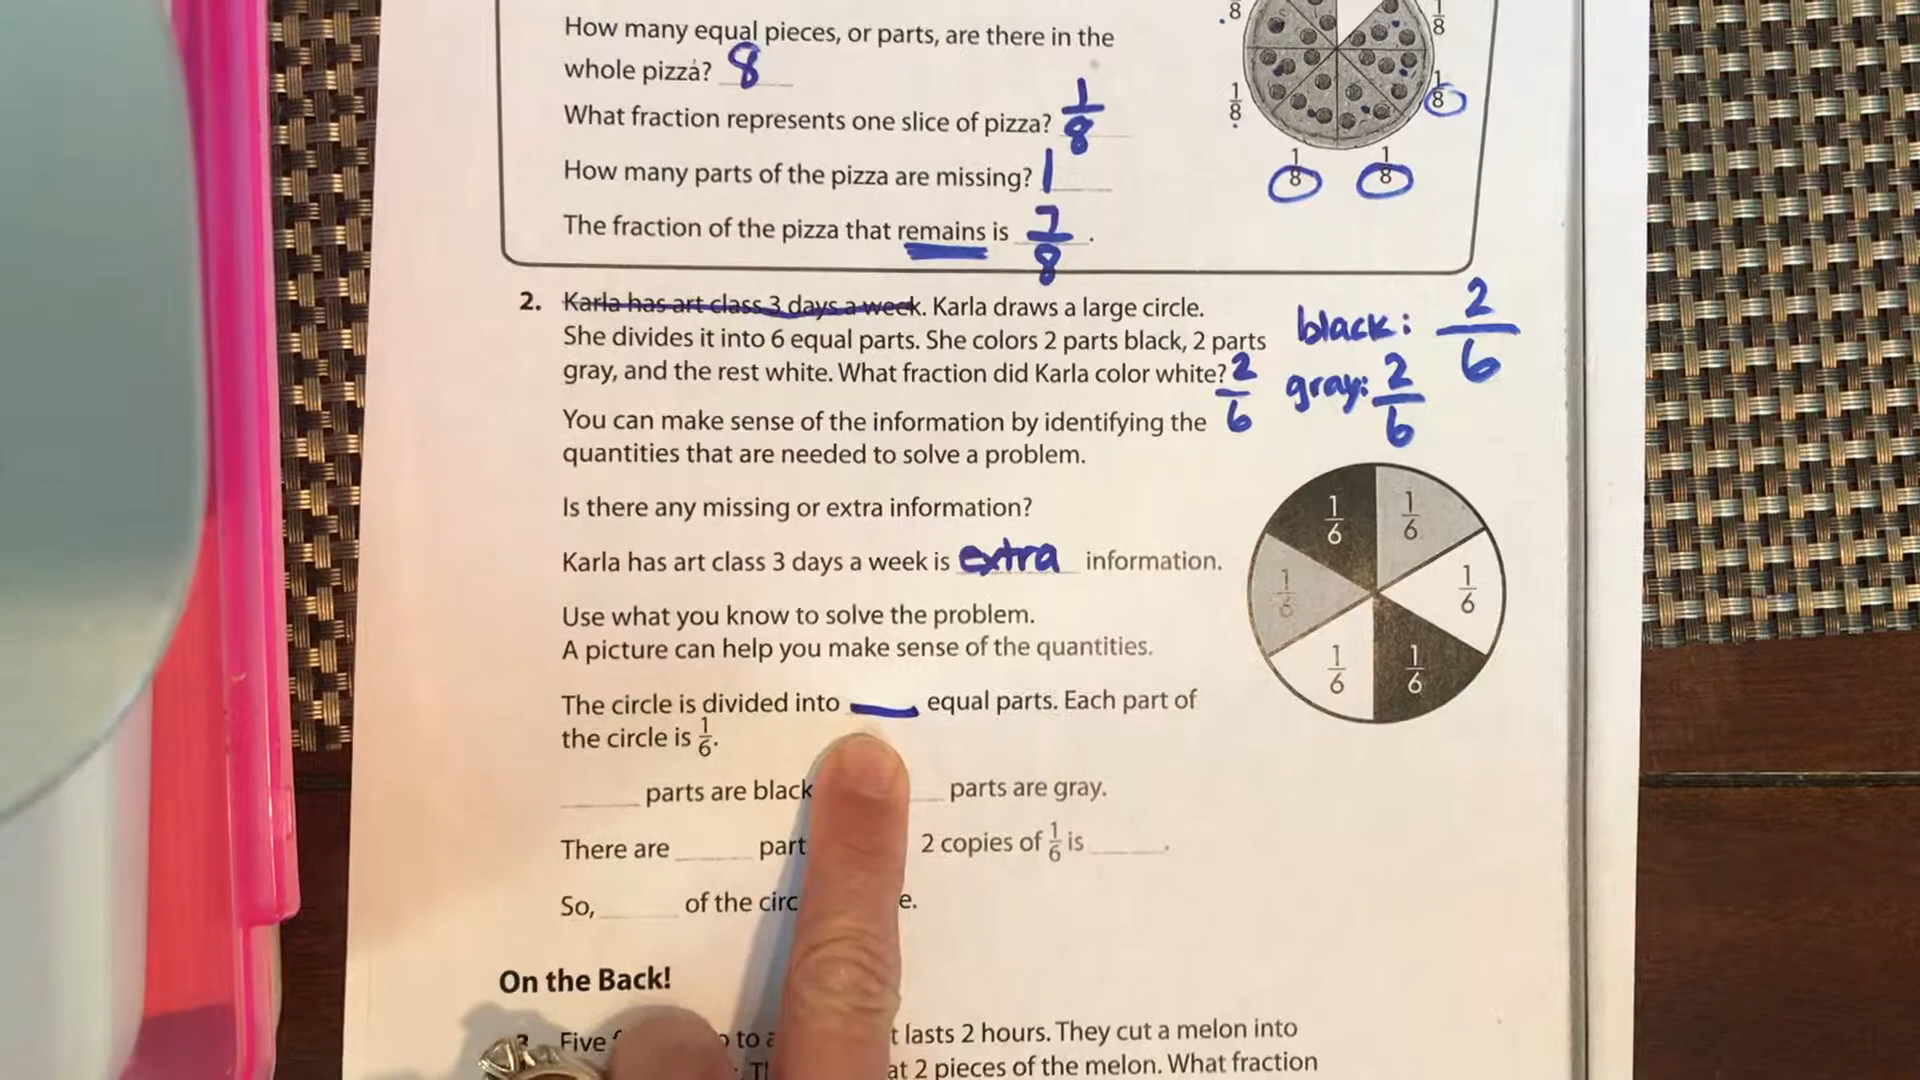 How many equal pieces, or parts, are there in the
whole pizza? 8
What fraction represents one slice of pizza? 1/8
How many parts of the pizza are missing? 1
The fraction of the pizza that remains is 7/8.
8
1/8
1/8
1/8
1/8
1/8
2. Karla has art class 3 days a week. Karla draws a large circle.
She divides it into 6 equal parts. She colors 2 parts black, 2 parts
gray, and the rest white. What fraction did Karla color white? 2/6
black: 2/6
gray: 2/6
You can make sense of the information by identifying the
quantities that are needed to solve a problem.
Is there any missing or extra information?
Karla has art class 3 days a week is extra information.
Use what you know to solve the problem.
A picture can help you make sense of the quantities.
1/6 1/6
1/6 1/6
1/6 1/6
The circle is divided into ____ equal parts. Each part of
the circle is 1/6.
____ parts are black ____ parts are gray.
There are ____ part 2 copies of 1/6 is ____.
So, ____ of the circ e.
On the Back!
Five to t lasts 2 hours. They cut a melon into
at 2 pieces of the melon. What fraction